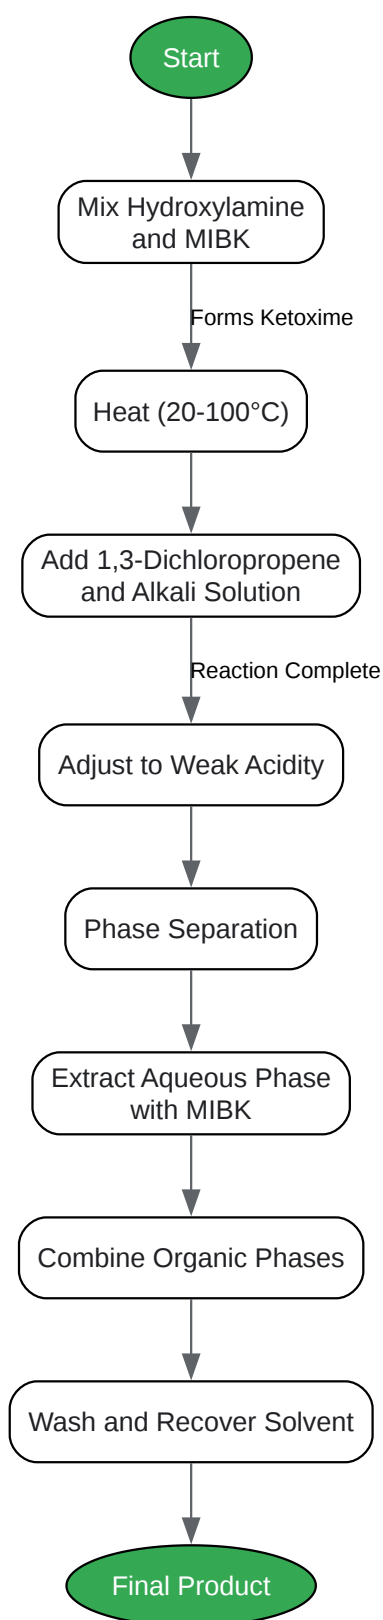 Start
Mix Hydroxylamine
and MIBK
Forms Ketoxime
Heat (20-100°C)
Add 1,3-Dichloropropene
and Alkali Solution
Reaction Complete
Adjust to Weak Acidity
Phase Separation
Extract Aqueous Phase
with MIBK
Combine Organic Phases
Wash and Recover Solvent
Final Product